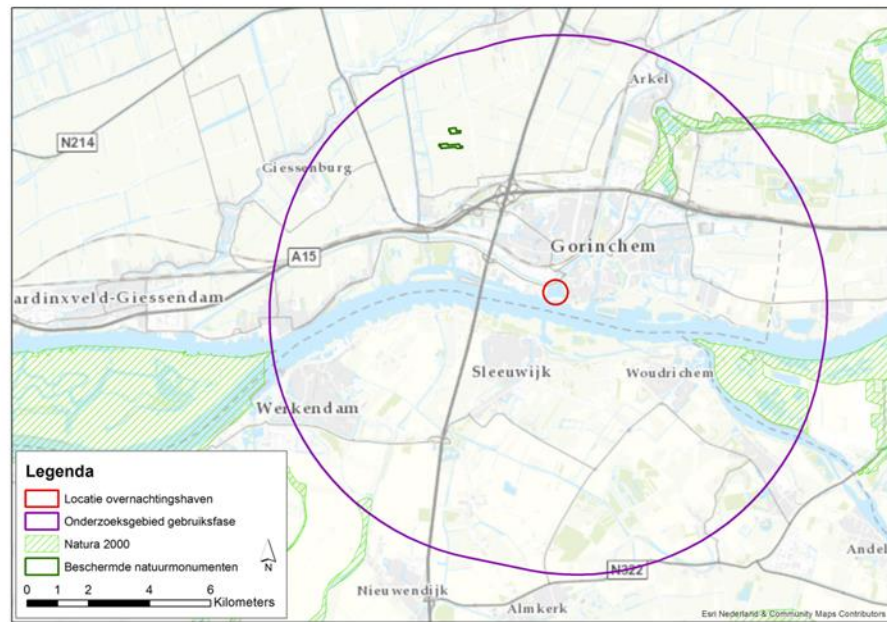 Arkel
N214
Giessenburg
Gorinchem
A15
ardinxveld-Giessendam
Sleeuwijk
Woudrichem
Werkendam
Legenda
Locatie overnachtingshaven
Onderzoeksgebied gebruiksfase
Natura 2000
Beschermde natuurmonumenten
N
0 1 2 4 6
Kilometers
Andel
N322
Nieuwendijk
Almkerk
Esri Nederland & Community Maps Contributors